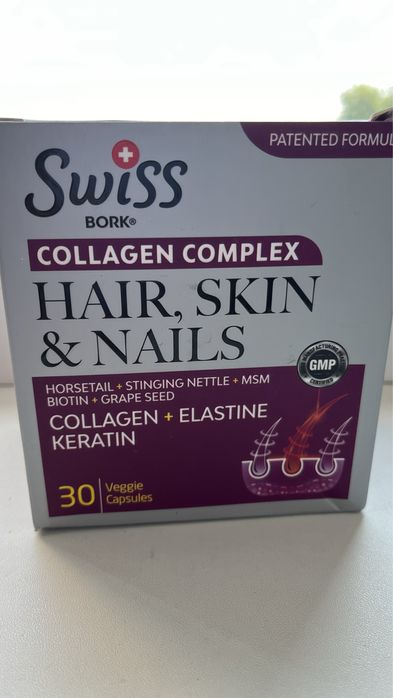 PATENTED FORMUL
Swiss
BORK®
COLLAGEN COMPLEX
HAIR, SKIN
& NAILS
GMP
CERTIFIED
HORSETAIL + STINGING NETTLE + MSM
BIOTIN + GRAPE SEED
COLLAGEN + ELASTINE
KERATIN
30 Veggie
Capsules